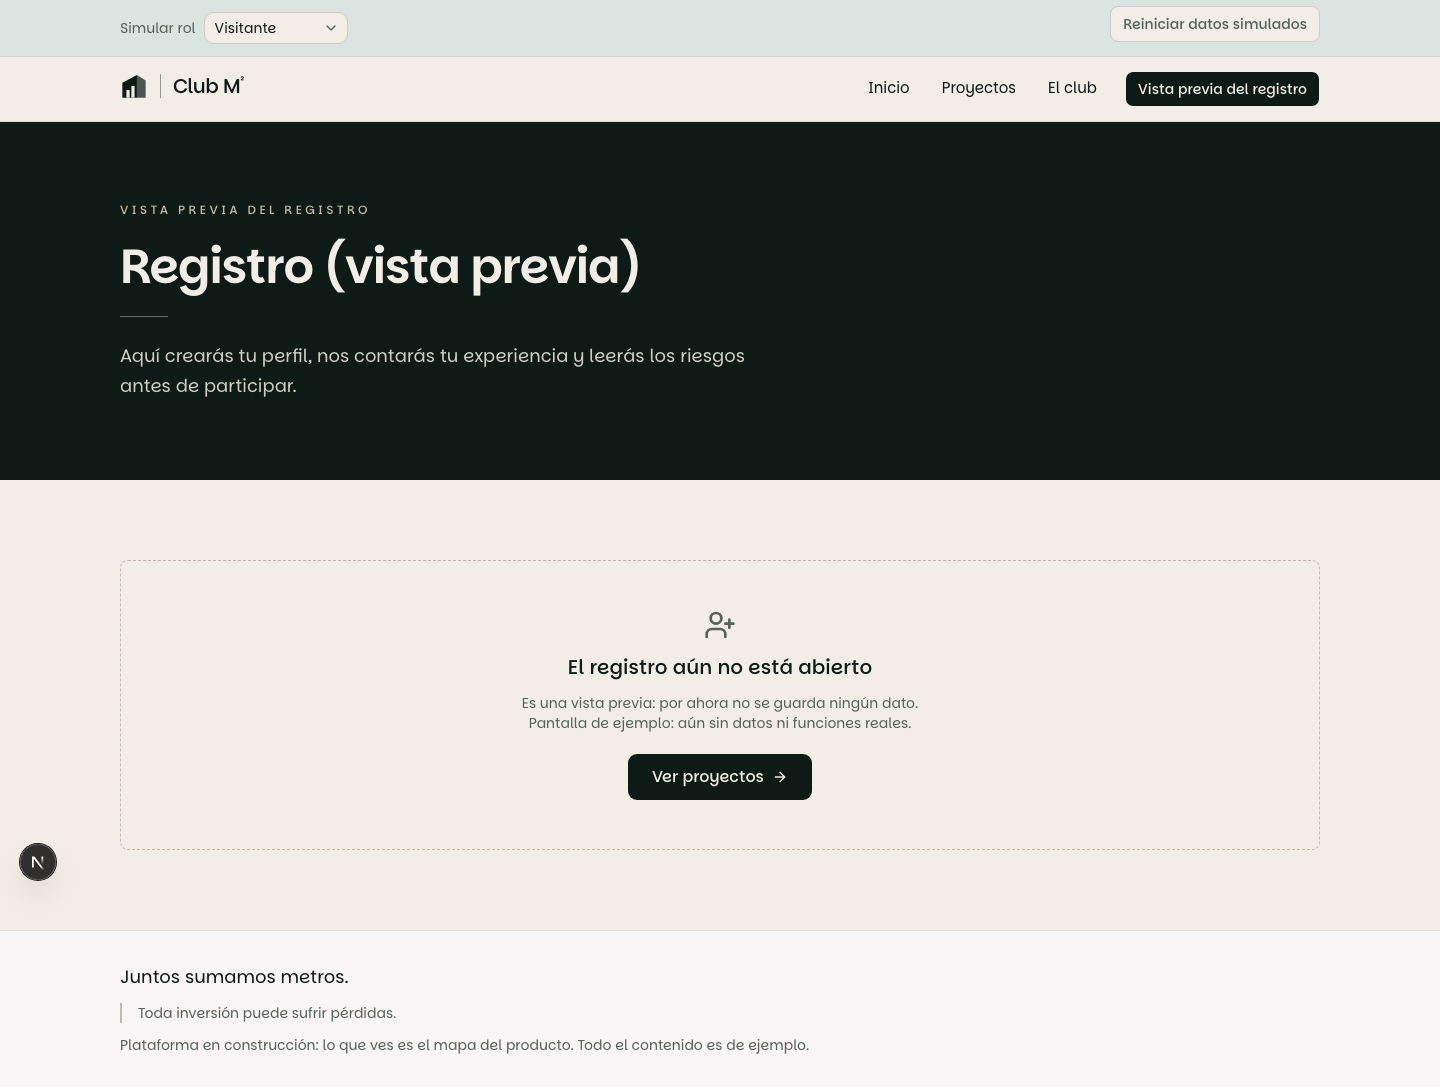 Simular rol
Visitante
Reiniciar datos simulados
Club M²
Inicio
Proyectos
El club
Vista previa del registro
VISTA PREVIA DEL REGISTRO
Registro (vista previa)
Aquí crearás tu perfil, nos contarás tu experiencia y leerás los riesgos
antes de participar.
El registro aún no está abierto
Es una vista previa: por ahora no se guarda ningún dato.
Pantalla de ejemplo: aún sin datos ni funciones reales.
Ver proyectos →
N
Juntos sumamos metros.
Toda inversión puede sufrir pérdidas.
Plataforma en construcción: lo que ves es el mapa del producto. Todo el contenido es de ejemplo.